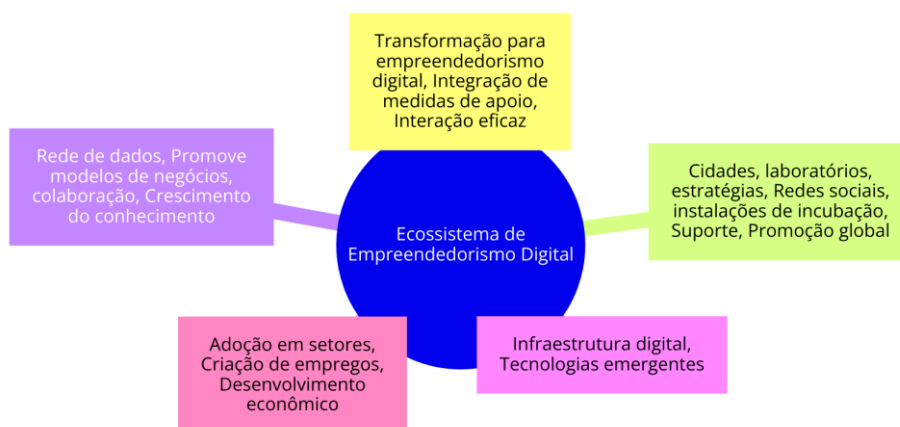 Transformação para
empreendedorismo
digital, Integração de
medidas de apoio,
Interação eficaz
Rede de dados, Promove
modelos de negócios,
colaboração, Crescimento
do conhecimento
Cidades, laboratórios,
estratégias, Redes sociais,
instalações de incubação,
Suporte, Promoção global
Ecossistema de
Empreendedorismo Digital
Adoção em setores,
Criação de empregos,
Desenvolvimento
econômico
Infraestrutura digital,
Tecnologias emergentes